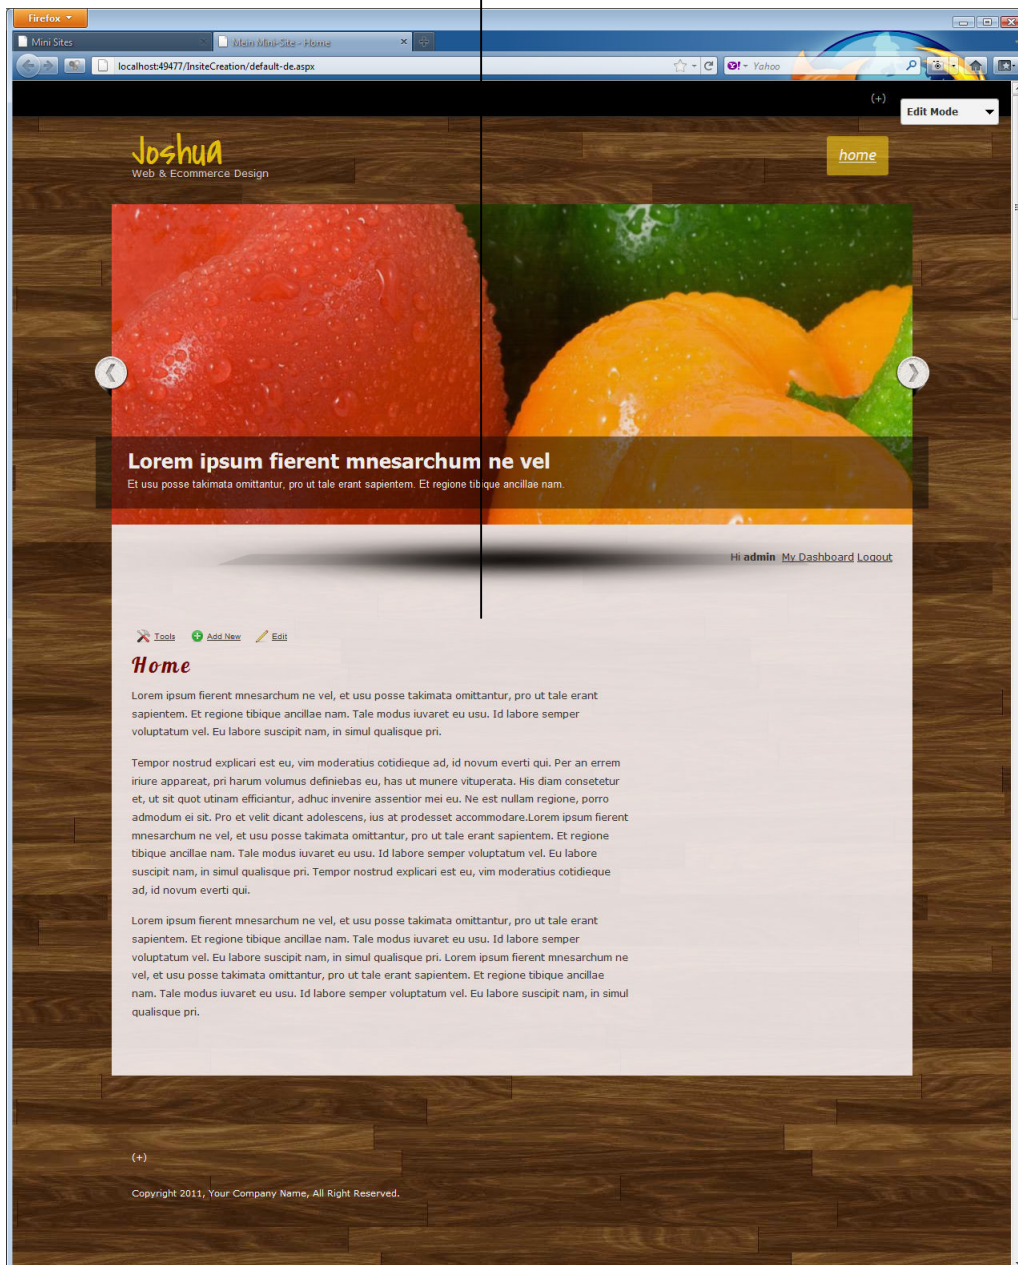 Firefox
Mini Sites
Mein Mini-Site - Home
localhost:49477/InsiteCreation/default-de.aspx
Yahoo
(+)
Edit Mode
Joshua
Web & Ecommerce Design
home
Lorem ipsum fierent mnesarchum ne vel
Et usu posse takimata omittantur, pro ut tale erant sapientem. Et regione tibique ancillae nam.
Hi admin My Dashboard Logout
Tools Add New Edit
Home
Lorem ipsum fierent mnesarchum ne vel, et usu posse takimata omittantur, pro ut tale erant
sapientem. Et regione tibique ancillae nam. Tale modus iuvaret eu usu. Id labore semper
voluptatum vel. Eu labore suscipit nam, in simul qualisque pri.
Tempor nostrud explicari est eu, vim moderatius cotidieque ad, id novum everti qui. Per an errem
iriure appareat, pri harum volumus definiebas eu, has ut munere vituperata. His diam consetetur
et, ut sit quot utinam efficiantur, adhuc invenire assentior mei eu. Ne est nullam regione, porro
admodum ei sit. Pro et velit dicant adolescens, ius at prodesset accommodare.Lorem ipsum fierent
mnesarchum ne vel, et usu posse takimata omittantur, pro ut tale erant sapientem. Et regione
tibique ancillae nam. Tale modus iuvaret eu usu. Id labore semper voluptatum vel. Eu labore
suscipit nam, in simul qualisque pri. Tempor nostrud explicari est eu, vim moderatius cotidieque
ad, id novum everti qui.
Lorem ipsum fierent mnesarchum ne vel, et usu posse takimata omittantur, pro ut tale erant
sapientem. Et regione tibique ancillae nam. Tale modus iuvaret eu usu. Id labore semper
voluptatum vel. Eu labore suscipit nam, in simul qualisque pri. Lorem ipsum fierent mnesarchum ne
vel, et usu posse takimata omittantur, pro ut tale erant sapientem. Et regione tibique ancillae
nam. Tale modus iuvaret eu usu. Id labore semper voluptatum vel. Eu labore suscipit nam, in simul
qualisque pri.
(+)
Copyright 2011, Your Company Name, All Right Reserved.